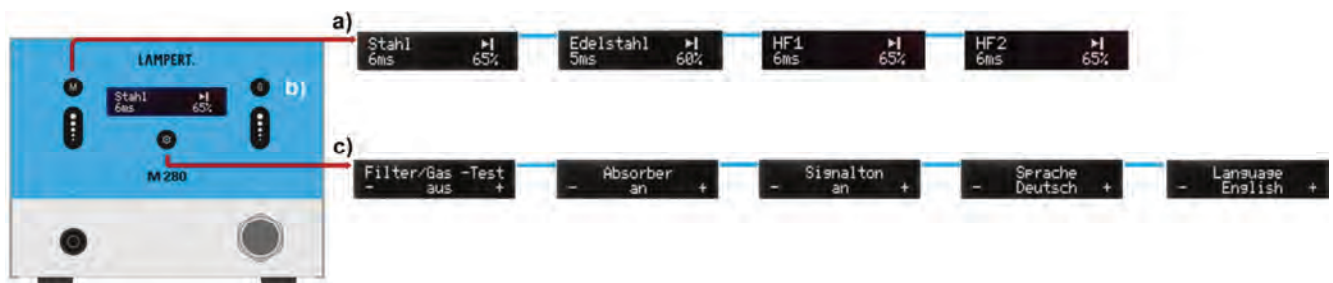 a)
Stahl
6ms 65%
Edelstahl
5ms 60%
HF1
6ms 65%
HF2
6ms 65%
LAMPERT.
M
b)
Stahl
6ms 65%
M 280
c)
Filter/Gas -Test
- aus +
Absorber
- an +
Signalton
- an +
Sprache
- Deutsch +
Language
- English +